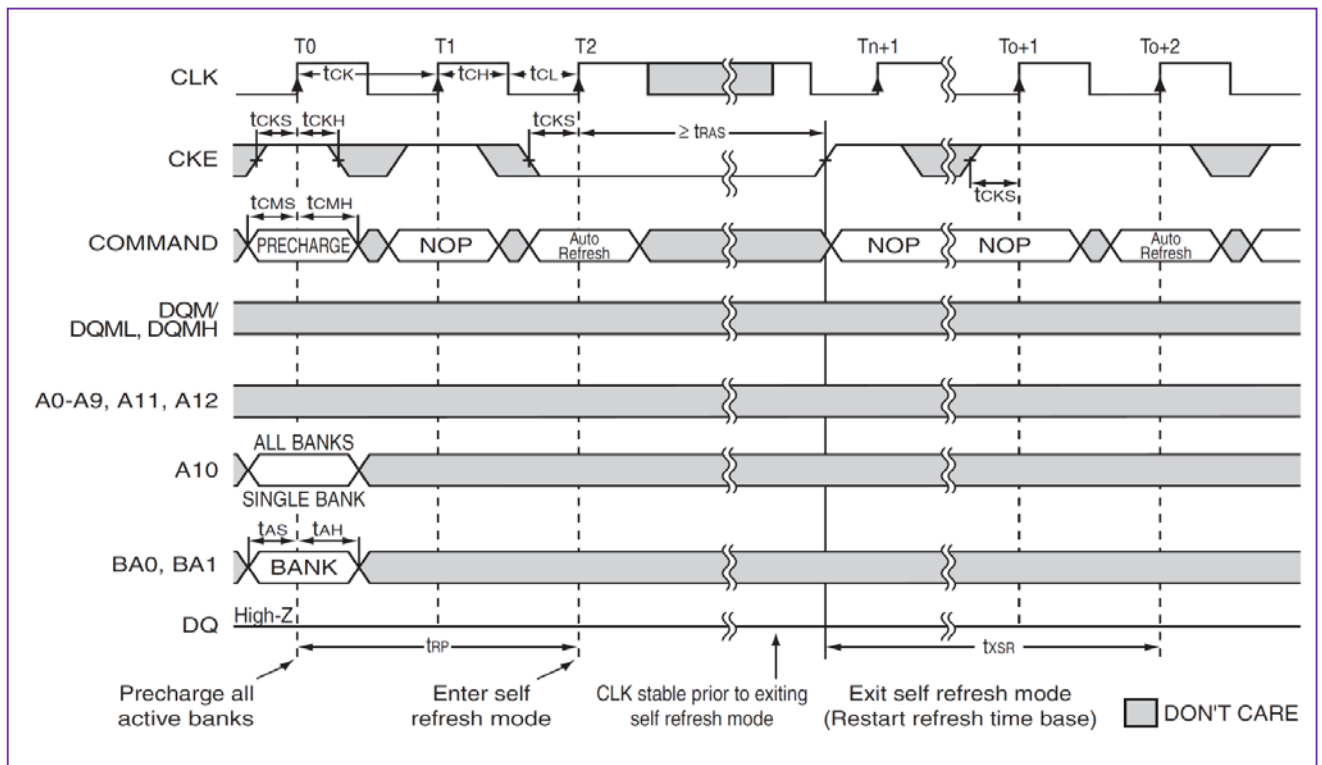 T0 T1 T2 Tn+1 To+1 To+2
CLK tCK tCH tCL
tCKS tCKH tCKS ≥ tRAS
CKE
tCKS
tCMS tCMH
COMMAND PRECHARGE NOP Auto Refresh NOP NOP Auto Refresh
DQM/
DQML, DQMH
A0-A9, A11, A12
ALL BANKS
A10
SINGLE BANK
tAS tAH
BA0, BA1 BANK
DQ High-Z
tRP tXSR
Precharge all
active banks
Enter self
refresh mode
CLK stable prior to exiting
self refresh mode
Exit self refresh mode
(Restart refresh time base)
DON'T CARE